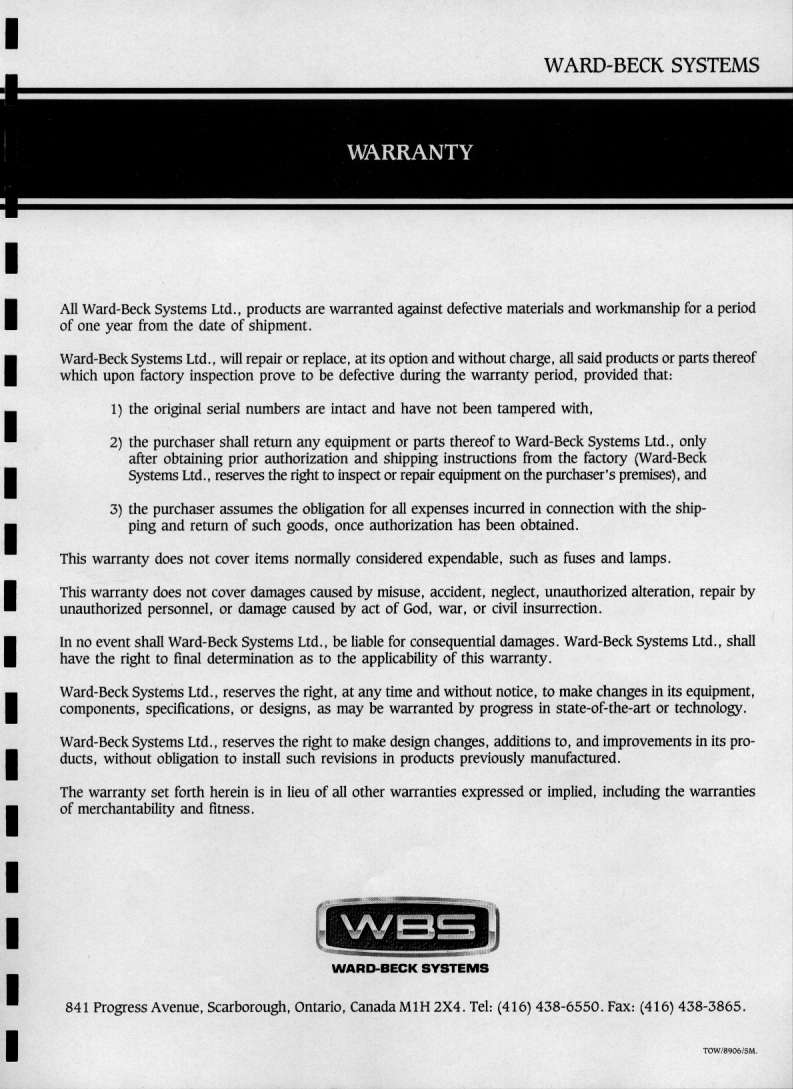 WARD-BECK SYSTEMS
WARRANTY
All Ward-Beck Systems Ltd., products are warranted against defective materials and workmanship for a period
of one year from the date of shipment.
Ward-Beck Systems Ltd., will repair or replace, at its option and without charge, all said products or parts thereof
which upon factory inspection prove to be defective during the warranty period, provided that:
1) the original serial numbers are intact and have not been tampered with,
2) the purchaser shall return any equipment or parts thereof to Ward-Beck Systems Ltd., only
after obtaining prior authorization and shipping instructions from the factory (Ward-Beck
Systems Ltd., reserves the right to inspect or repair equipment on the purchaser's premises), and
3) the purchaser assumes the obligation for all expenses incurred in connection with the ship-
ping and return of such goods, once authorization has been obtained.
This warranty does not cover items normally considered expendable, such as fuses and lamps.
This warranty does not cover damages caused by misuse, accident, neglect, unauthorized alteration, repair by
unauthorized personnel, or damage caused by act of God, war, or civil insurrection.
In no event shall Ward-Beck Systems Ltd., be liable for consequential damages. Ward-Beck Systems Ltd., shall
have the right to final determination as to the applicability of this warranty.
Ward-Beck Systems Ltd., reserves the right, at any time and without notice, to make changes in its equipment,
components, specifications, or designs, as may be warranted by progress in state-of-the-art or technology.
Ward-Beck Systems Ltd., reserves the right to make design changes, additions to, and improvements in its pro-
ducts, without obligation to install such revisions in products previously manufactured.
The warranty set forth herein is in lieu of all other warranties expressed or implied, including the warranties
of merchantability and fitness.
WBS
WARD-BECK SYSTEMS
841 Progress Avenue, Scarborough, Ontario, Canada M1H 2X4. Tel: (416) 438-6550. Fax: (416) 438-3865.
TOW/8906/5M.